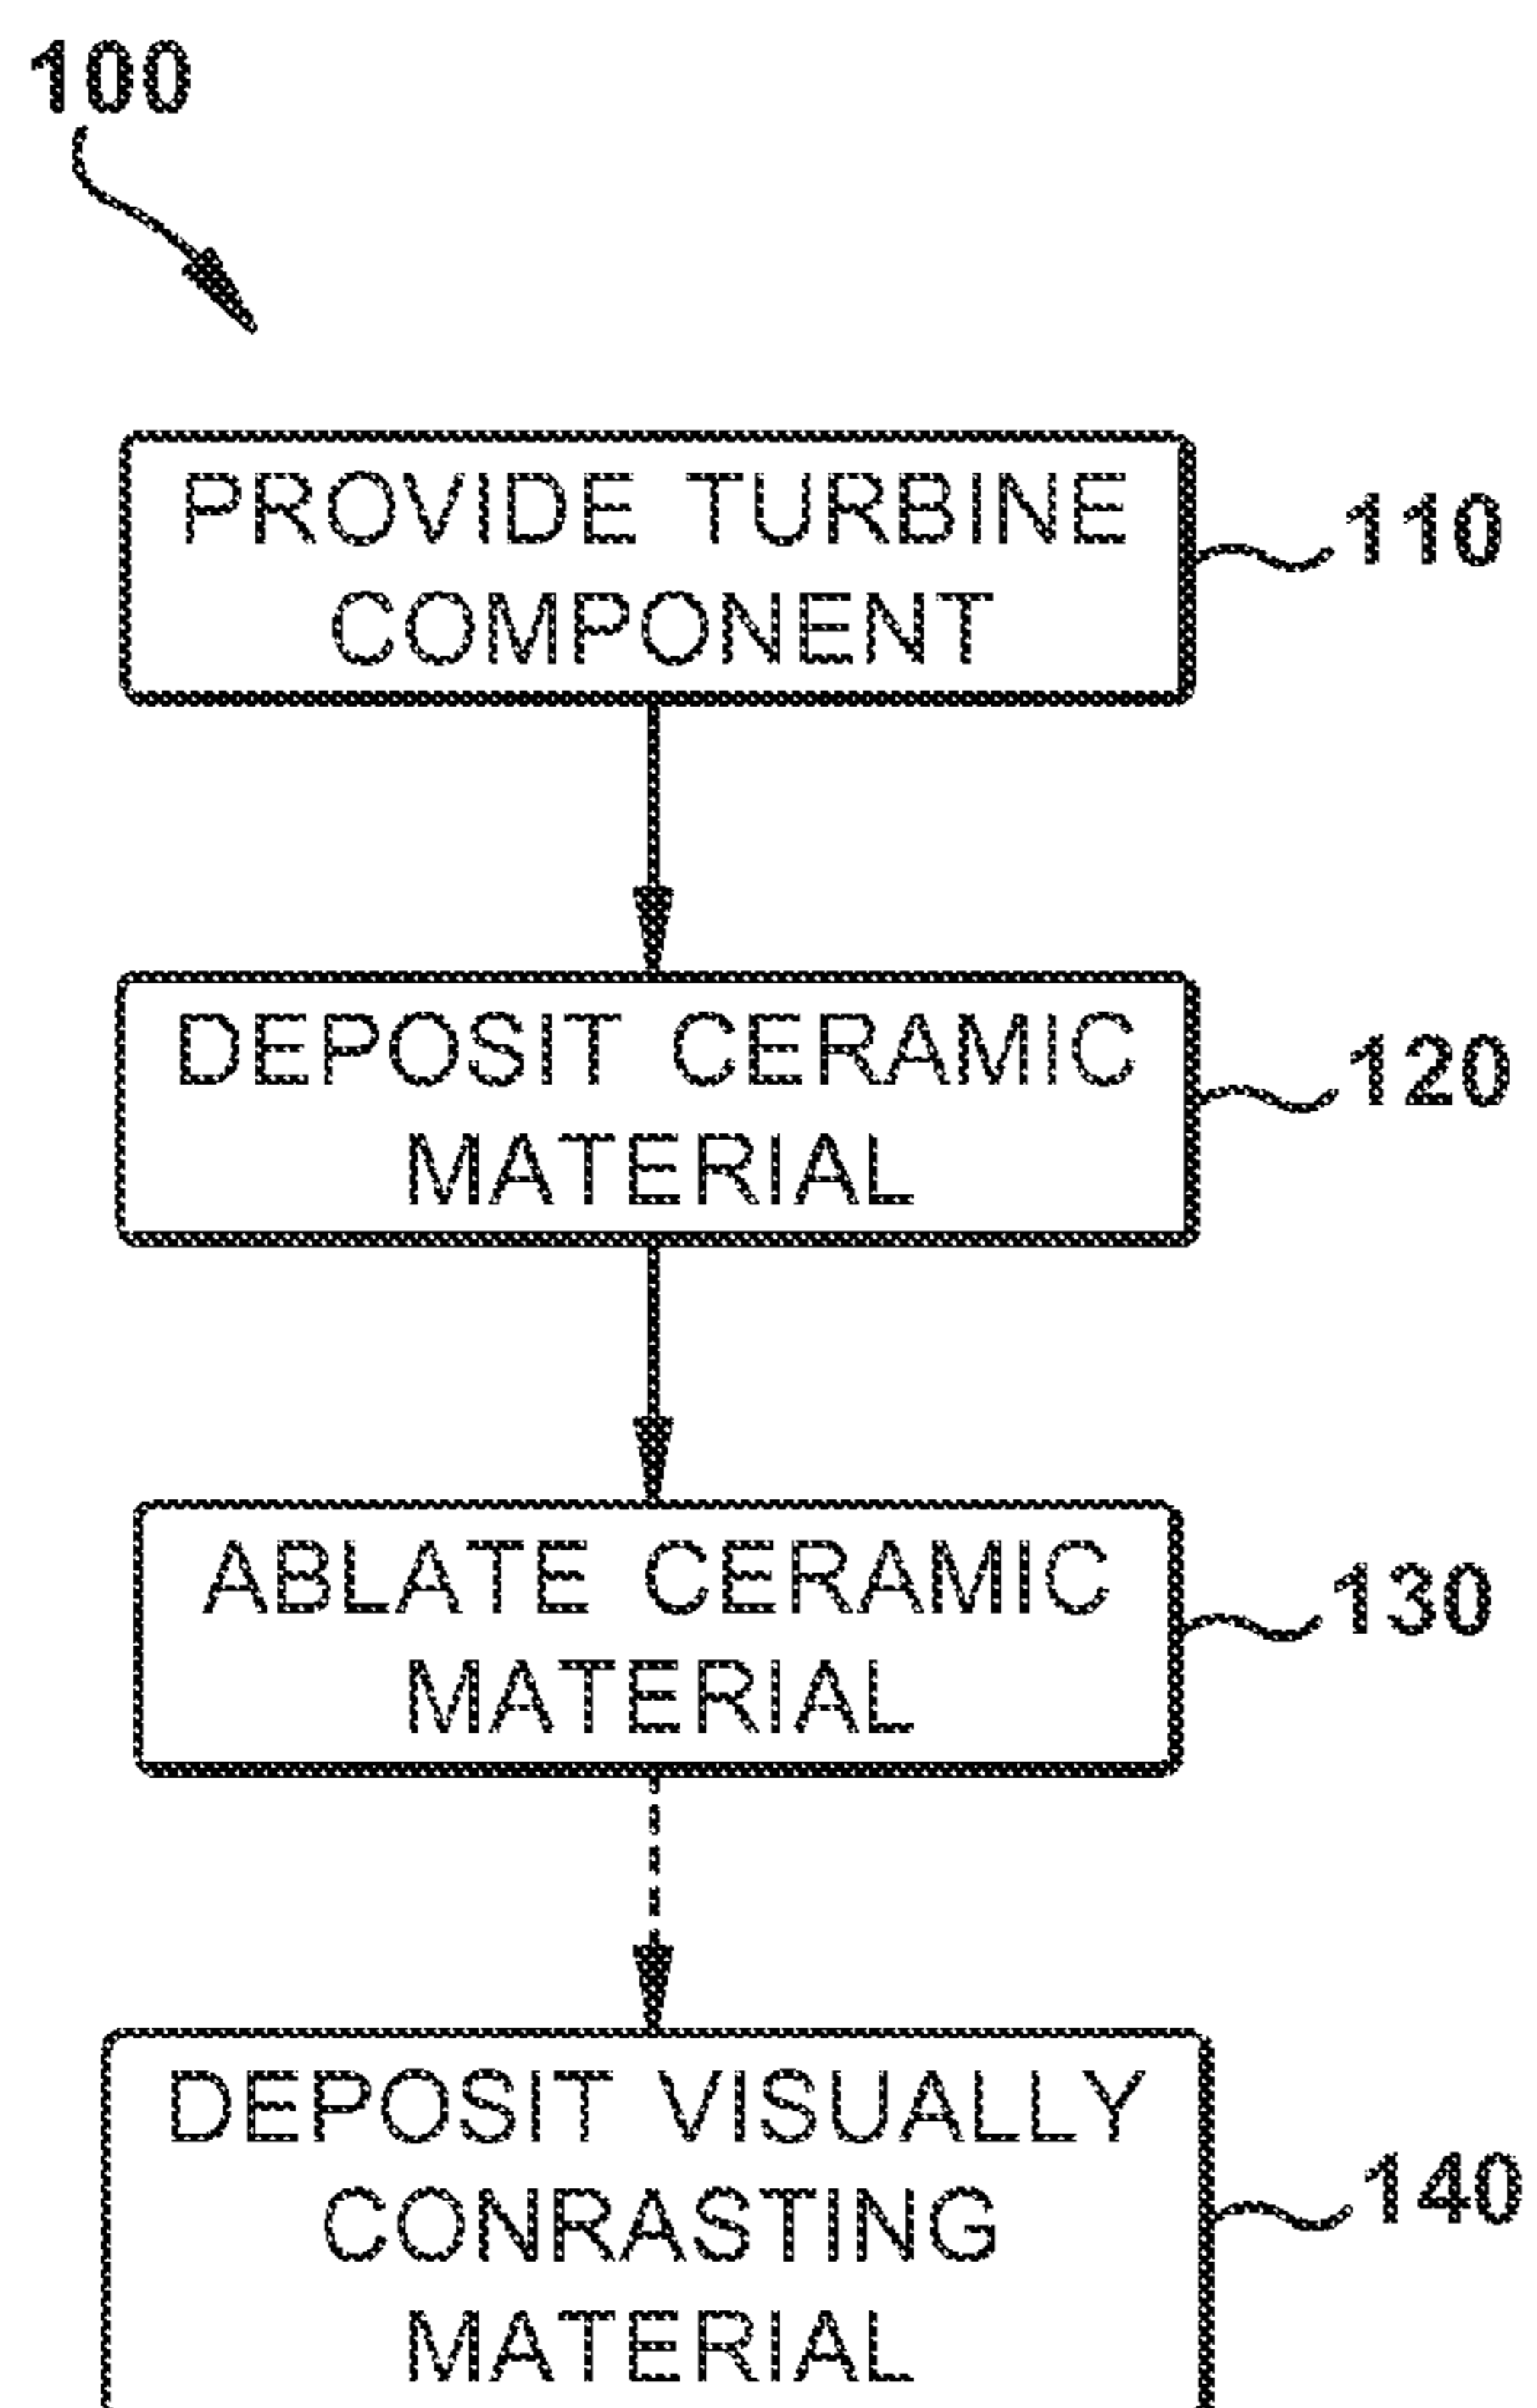 100
PROVIDE TURBINE
COMPONENT
110
DEPOSIT CERAMIC
MATERIAL
120
ABLATE CERAMIC
MATERIAL
130
DEPOSIT VISUALLY
CONRASTING
MATERIAL
140